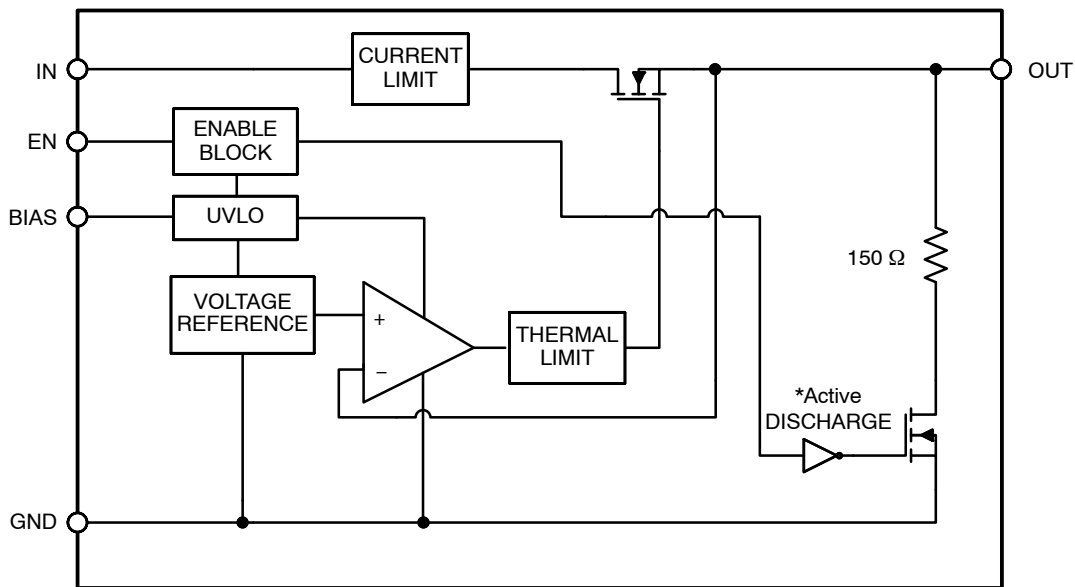 IN
CURRENT
LIMIT
OUT
EN
ENABLE
BLOCK
BIAS
UVLO
150 Ω
VOLTAGE
REFERENCE
+
−
THERMAL
LIMIT
*Active
DISCHARGE
GND